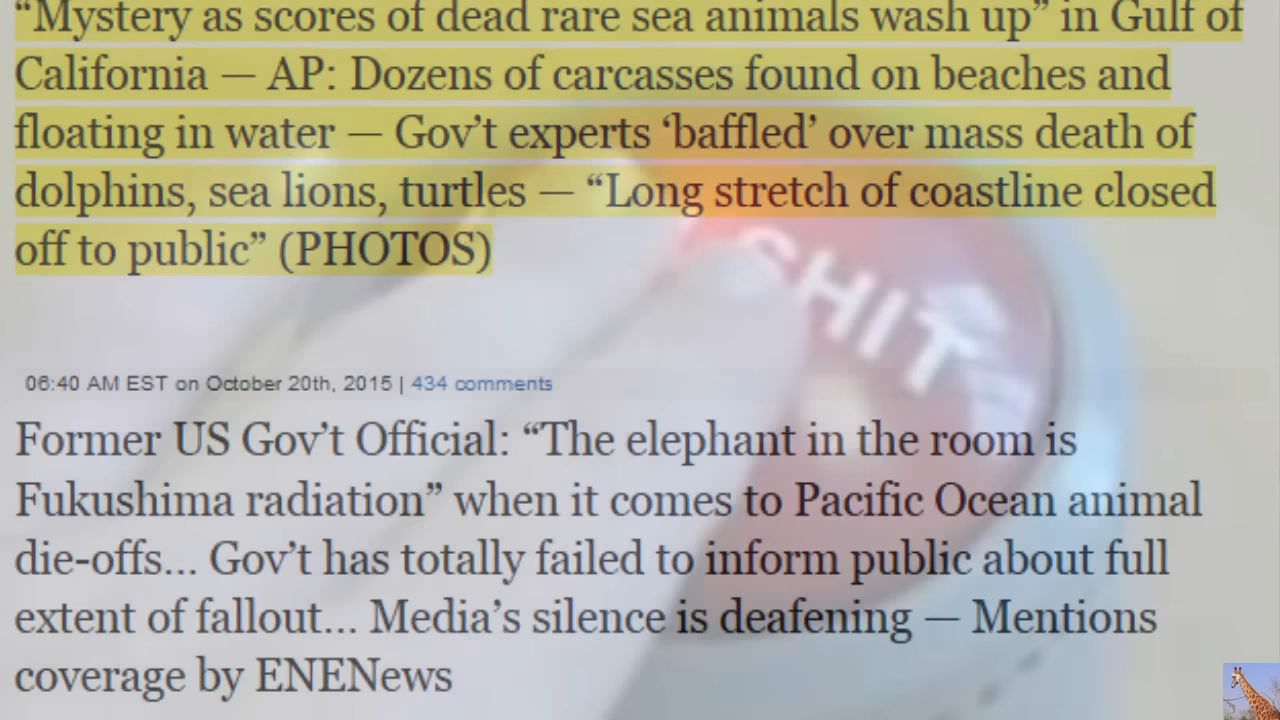 “Mystery as scores of dead rare sea animals wash up” in Gulf of
California — AP: Dozens of carcasses found on beaches and
floating in water — Gov’t experts ‘baffled’ over mass death of
dolphins, sea lions, turtles — “Long stretch of coastline closed
off to public” (PHOTOS)
SHIT
06:40 AM EST on October 20th, 2015 | 434 comments
Former US Gov’t Official: “The elephant in the room is
Fukushima radiation” when it comes to Pacific Ocean animal
die-offs... Gov’t has totally failed to inform public about full
extent of fallout... Media’s silence is deafening — Mentions
coverage by ENENews